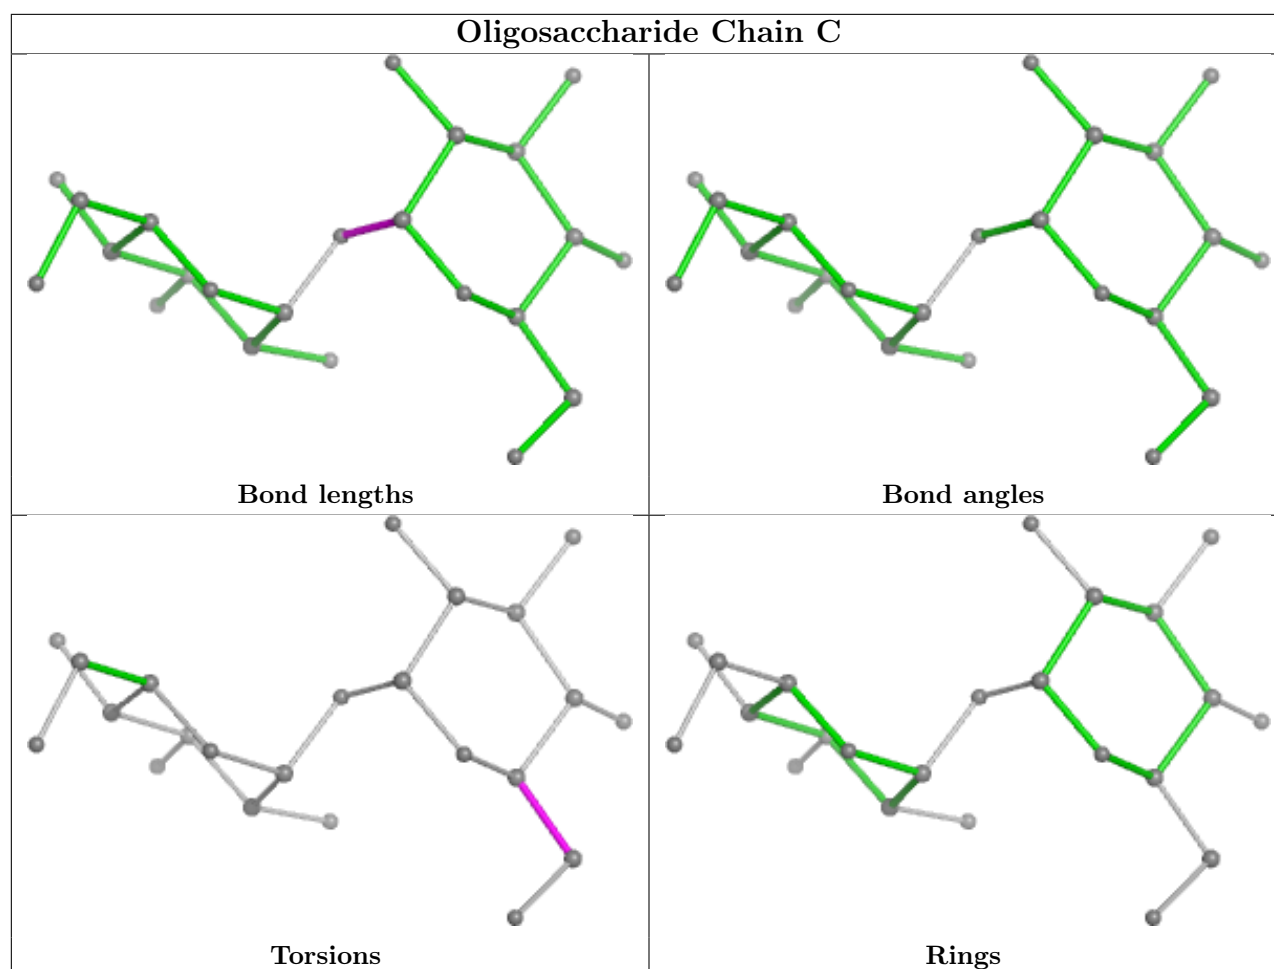 Oligosaccharide Chain C
Bond lengths
Bond angles
Torsions
Rings